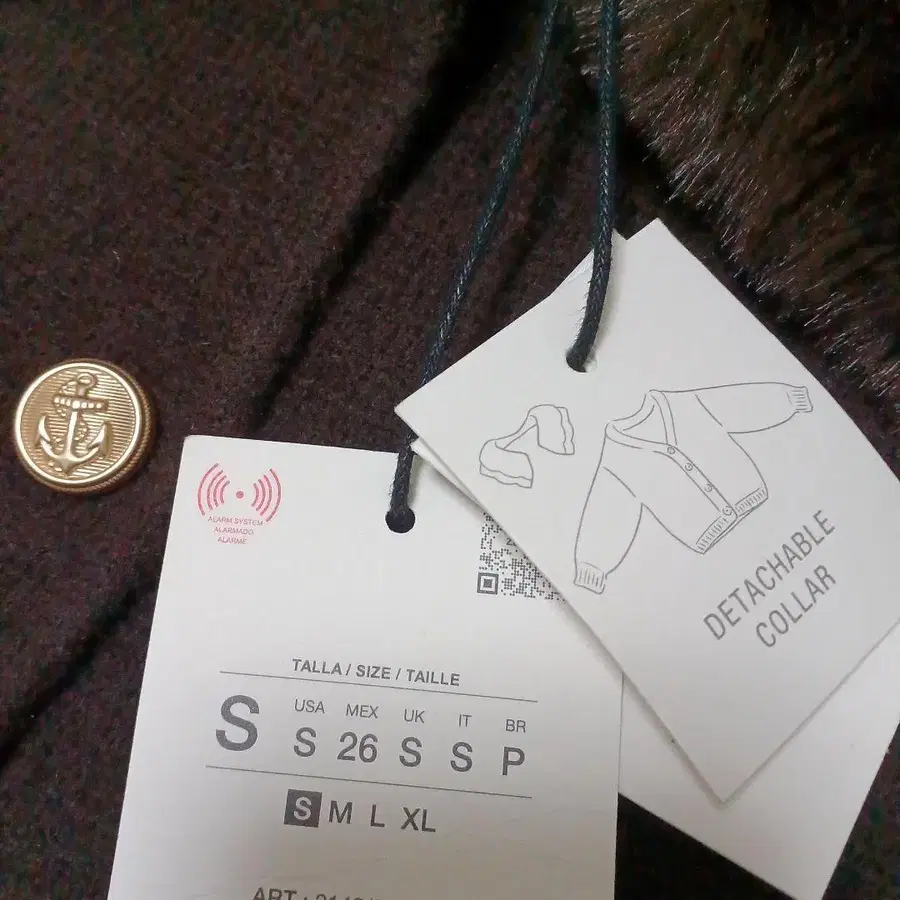 ALARM SYSTEM
ALARMADO
ALARME
TALLA / SIZE / TAILLE
S
USA MEX UK IT BR
S 26 S S P
S M L XL
DETACHABLE
COLLAR